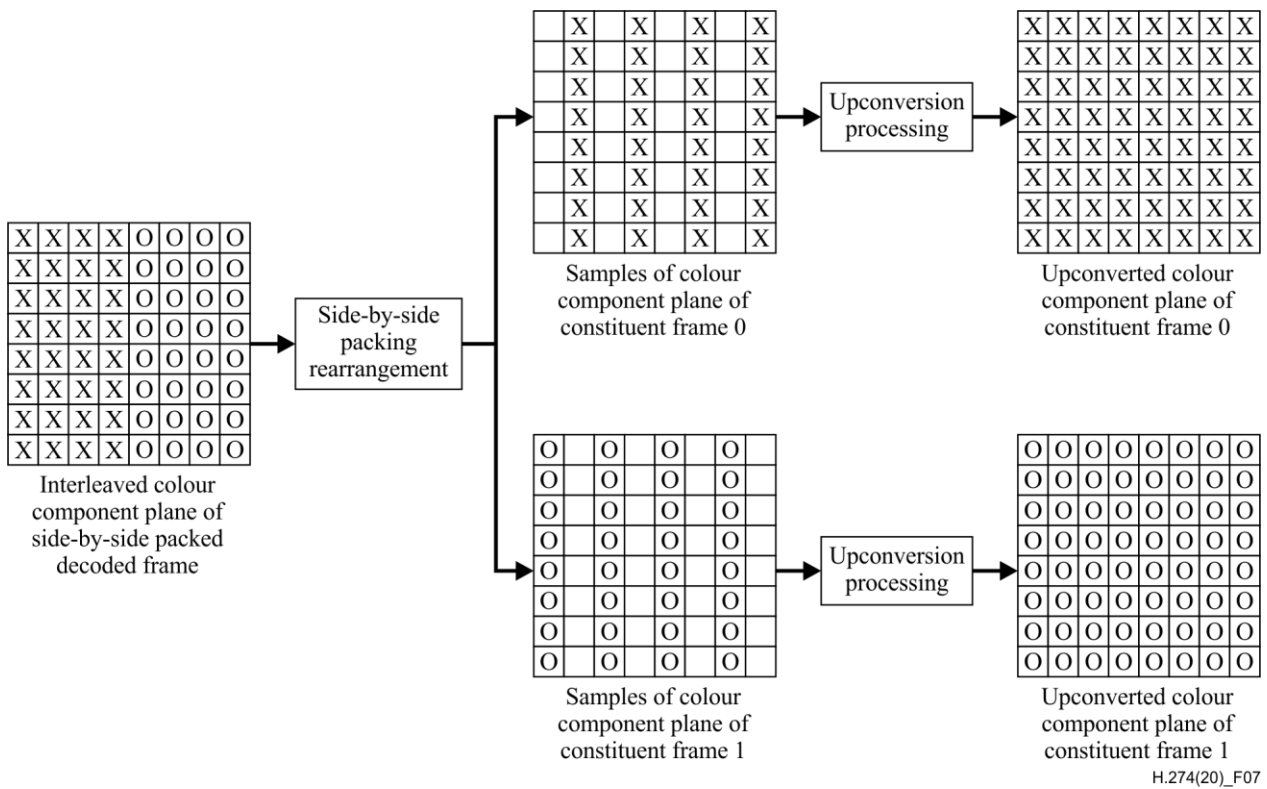 X X X X
X X X X
X X X X
X X X X
X X X X
X X X X
X X X X
X X X X
Samples of colour
component plane of
constituent frame 0
Upconversion
processing
X X X X X X X X
X X X X X X X X
X X X X X X X X
X X X X X X X X
X X X X X X X X
X X X X X X X X
X X X X X X X X
X X X X X X X X
Upconverted colour
component plane of
constituent frame 0
X X X X O O O O
X X X X O O O O
X X X X O O O O
X X X X O O O O
X X X X O O O O
X X X X O O O O
X X X X O O O O
X X X X O O O O
Interleaved colour
component plane of
side-by-side packed
decoded frame
Side-by-side
packing
rearrangement
O O O O
O O O O
O O O O
O O O O
O O O O
O O O O
O O O O
O O O O
Samples of colour
component plane of
constituent frame 1
Upconversion
processing
O O O O O O O O
O O O O O O O O
O O O O O O O O
O O O O O O O O
O O O O O O O O
O O O O O O O O
O O O O O O O O
O O O O O O O O
Upconverted colour
component plane of
constituent frame 1
H.274(20)_F07